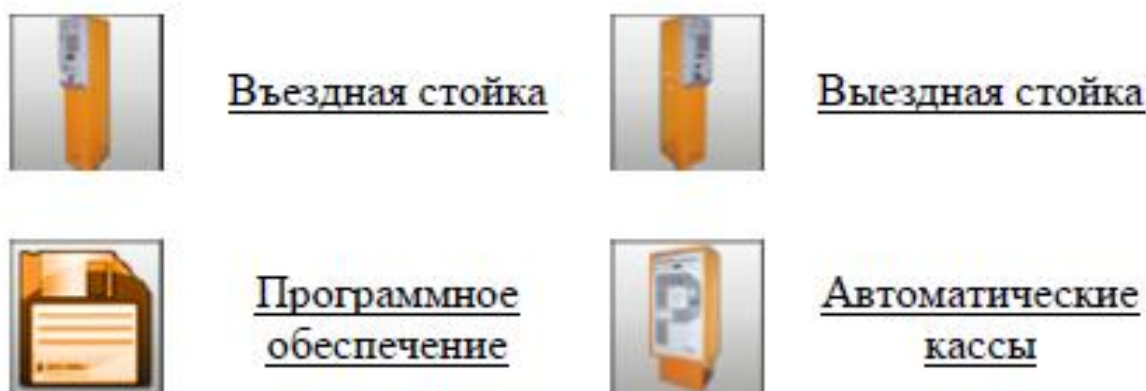 Въездная стойка
Выездная стойка
Программное
обеспечение
Автоматические
кассы